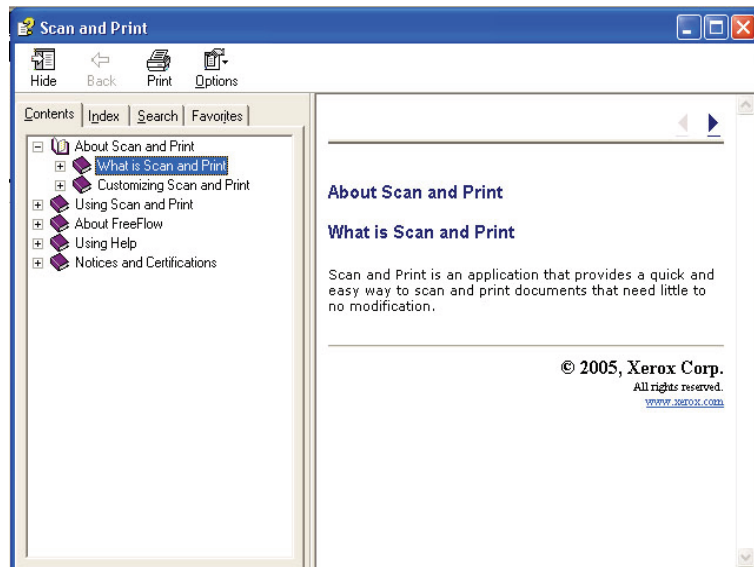 Scan and Print
Hide Back Print Options
Contents Index Search Favorites
About Scan and Print
What is Scan and Print
Customizing Scan and Print
Using Scan and Print
About FreeFlow
Using Help
Notices and Certifications
About Scan and Print
What is Scan and Print
Scan and Print is an application that provides a quick and
easy way to scan and print documents that need little to
no modification.
© 2005, Xerox Corp.
All rights reserved.
www.xerox.com